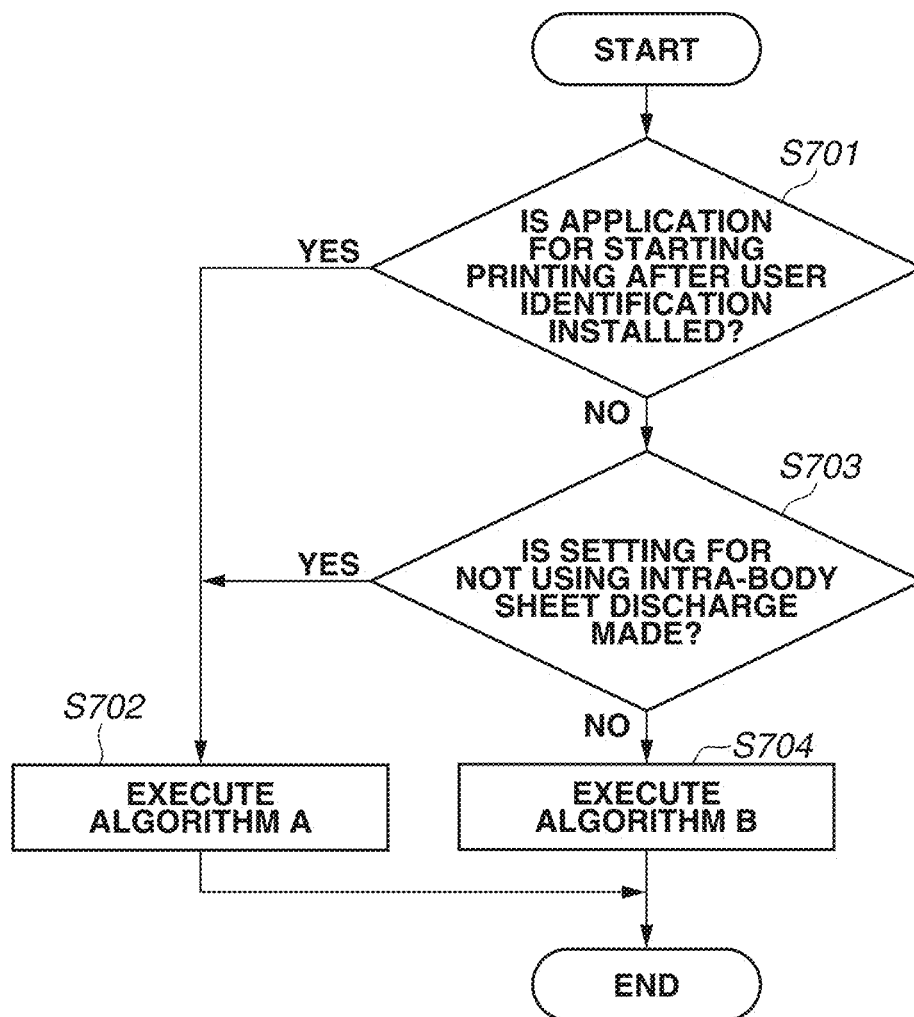 START
S701
IS APPLICATION
FOR STARTING
PRINTING AFTER USER
IDENTIFICATION
INSTALLED?
YES
NO
S703
IS SETTING FOR
NOT USING INTRA-BODY
SHEET DISCHARGE
MADE?
YES
NO
S702
EXECUTE
ALGORITHM A
S704
EXECUTE
ALGORITHM B
END